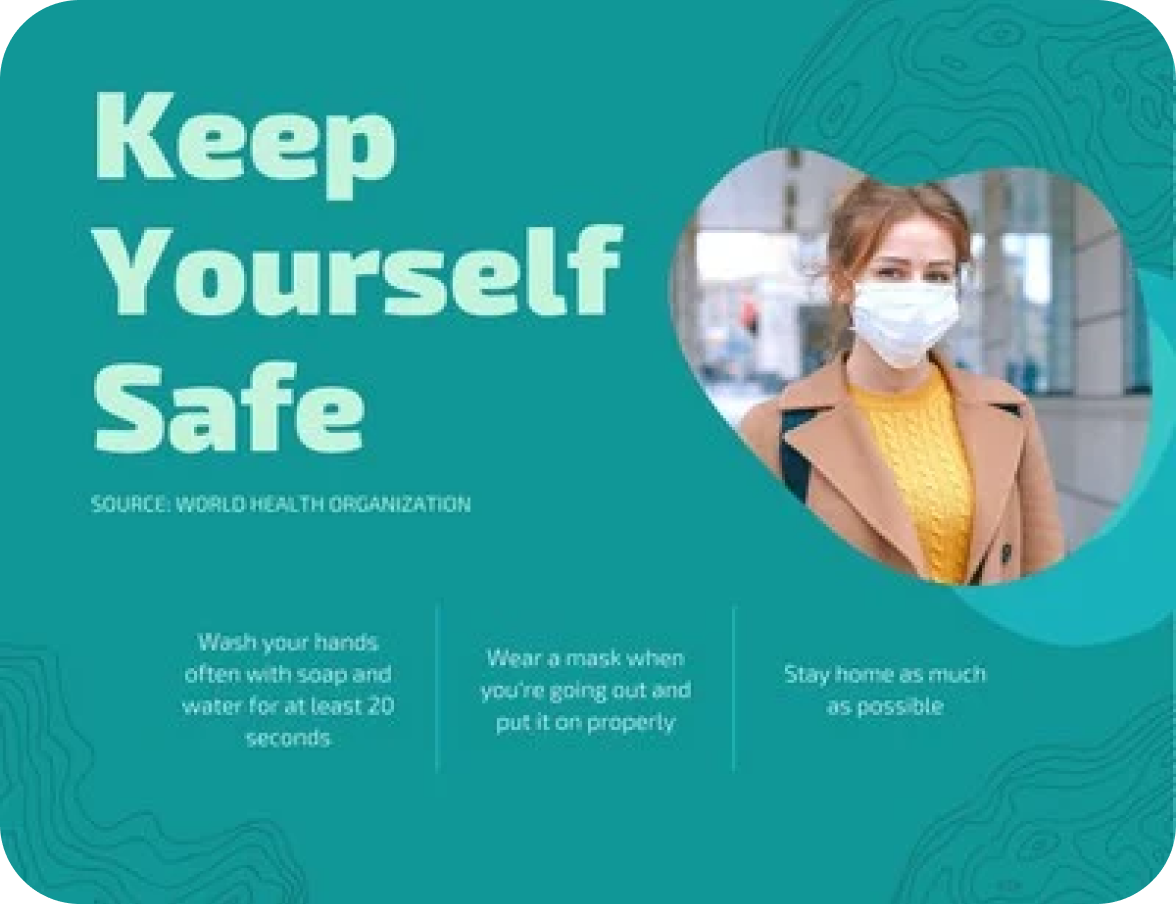 Keep
Yourself
Safe
SOURCE: WORLD HEALTH ORGANIZATION
Wash your hands
often with soap and
water for at least 20
seconds
Wear a mask when
you're going out and
put it on properly
Stay home as much
as possible